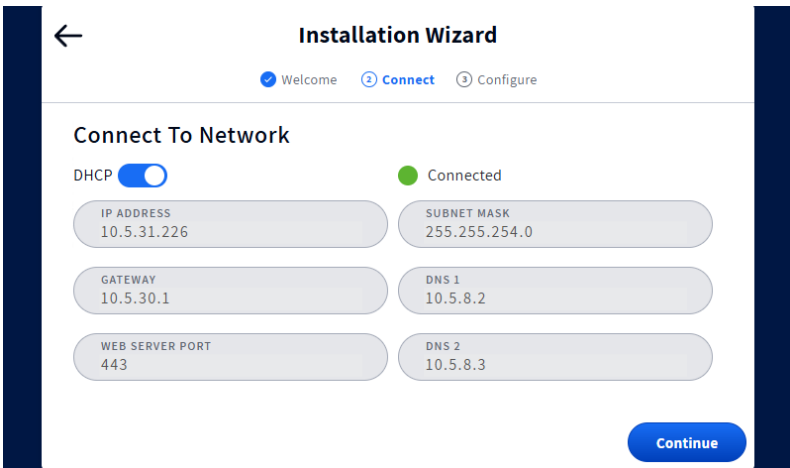 Installation Wizard
Welcome 2 Connect 3 Configure
Connect To Network
DHCP Connected
IP ADDRESS SUBNET MASK
10.5.31.226 255.255.254.0
GATEWAY DNS 1
10.5.30.1 10.5.8.2
WEB SERVER PORT DNS 2
443 10.5.8.3
Continue